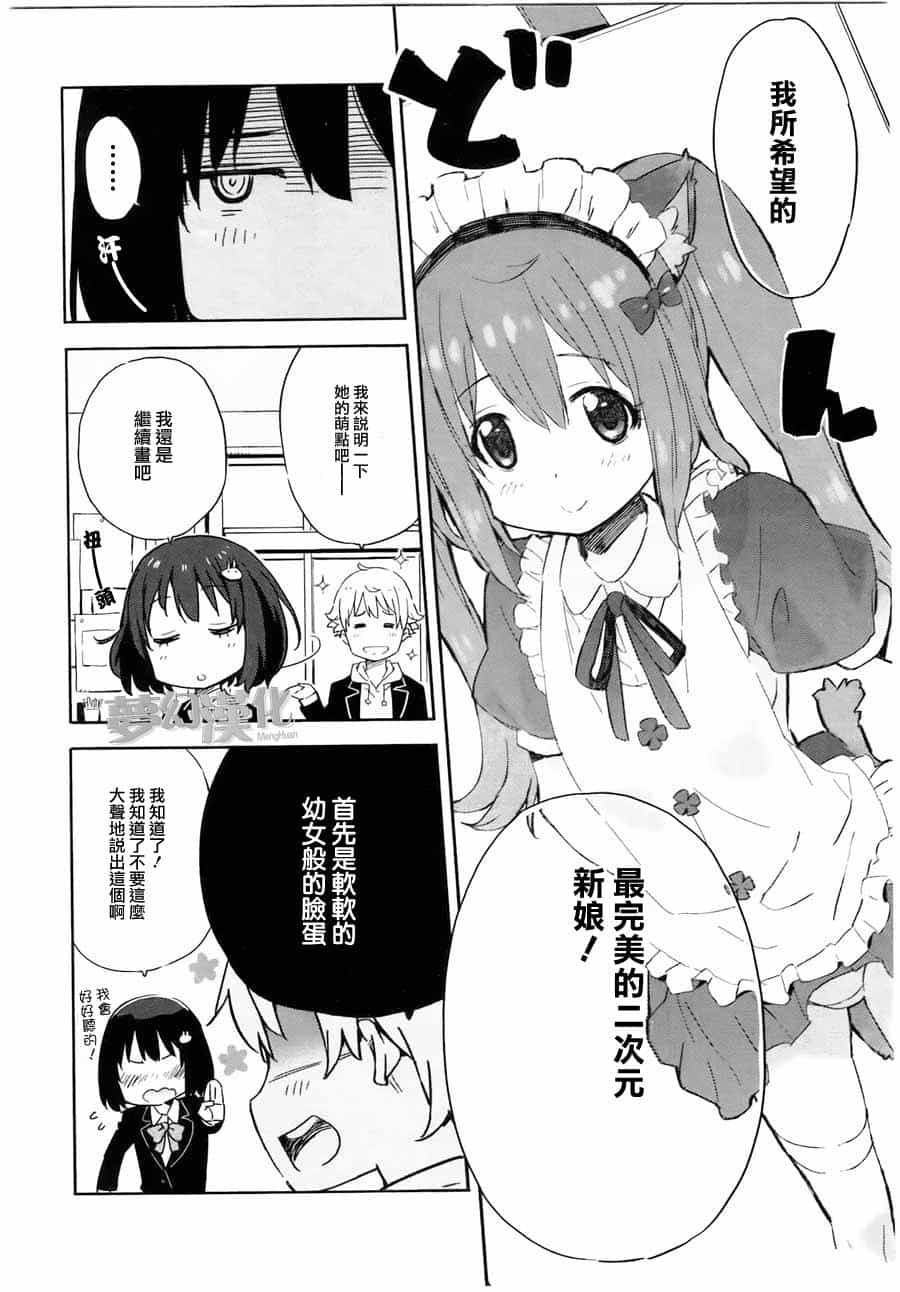 我所希望的
どどん
最完美的二次元
新娘！
……
汗
我來説明一下
她的萌點吧——
我還是
繼續畫吧
扭頭
夢幻漢化
MengHuan
首先是軟軟的
幼女般的臉蛋
我知道了！
我知道了不要這麼
大聲地説出這個啊
我會
好好聽的！